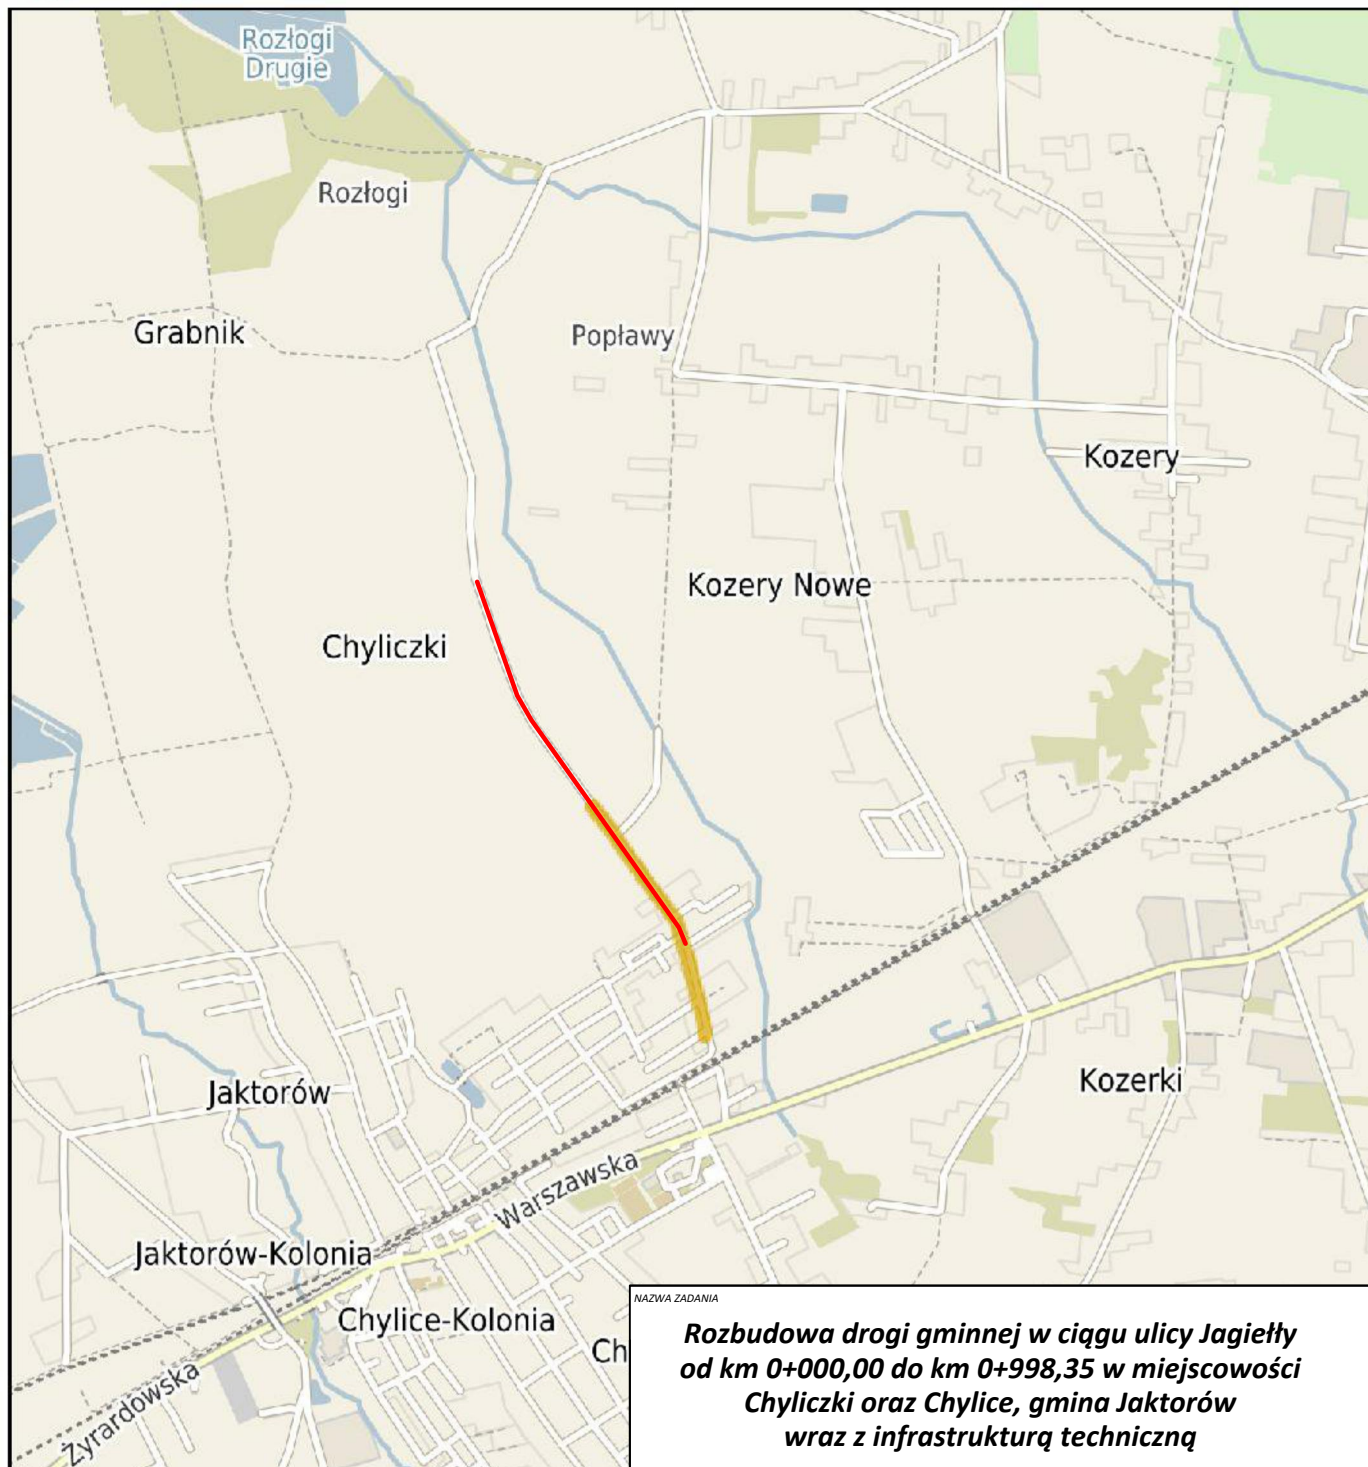 Rozłogi
Drugie
Rozłogi
Grabnik
Popławy
Kozery
Kozery Nowe
Chyliczki
Jaktorów
Kozerki
Warszawska
Jaktorów-Kolonia
Chylice-Kolonia
Ch
Żyrardowska
NAZWA ZADANIA
Rozbudowa drogi gminnej w ciągu ulicy Jagiełły
od km 0+000,00 do km 0+998,35 w miejscowości
Chyliczki oraz Chylice, gmina Jaktorów
wraz z infrastrukturą techniczną